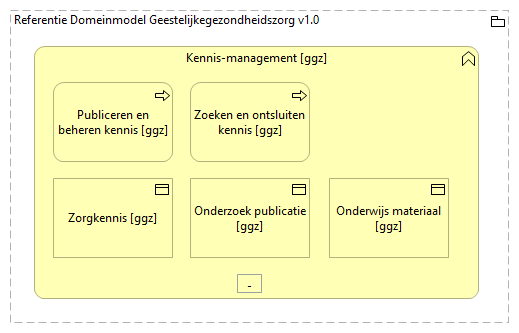 Referentie Domeinmodel Geestelijkegezondheidszorg v1.0
Kennis-management [ggz]
Publiceren en
beheren kennis [ggz]
Zoeken en ontsluiten
kennis [ggz]
Zorgkennis [ggz]
Onderzoek publicatie
[ggz]
Onderwijs materiaal
[ggz]
-